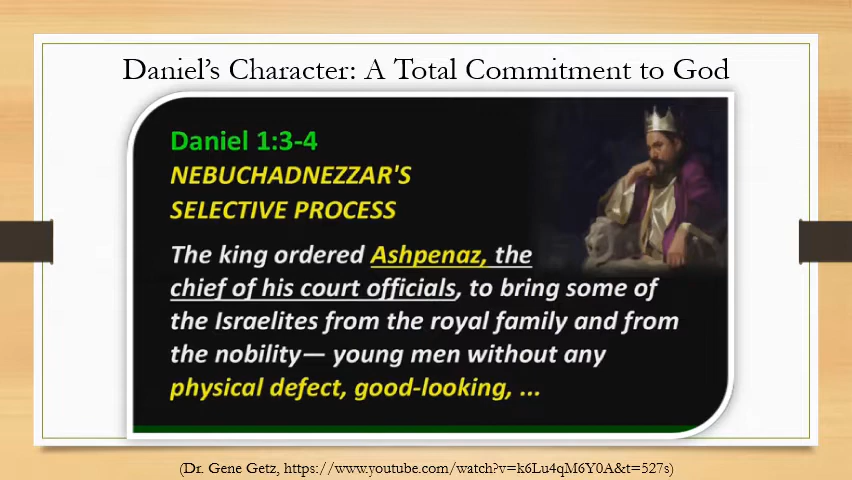 Daniel’s Character: A Total Commitment to God
Daniel 1:3-4
NEBUCHADNEZZAR'S
SELECTIVE PROCESS
The king ordered Ashpenaz, the
chief of his court officials, to bring some of
the Israelites from the royal family and from
the nobility— young men without any
physical defect, good-looking, ...
(Dr. Gene Getz, https://www.youtube.com/watch?v=k6Lu4qM6Y0A&t=527s)